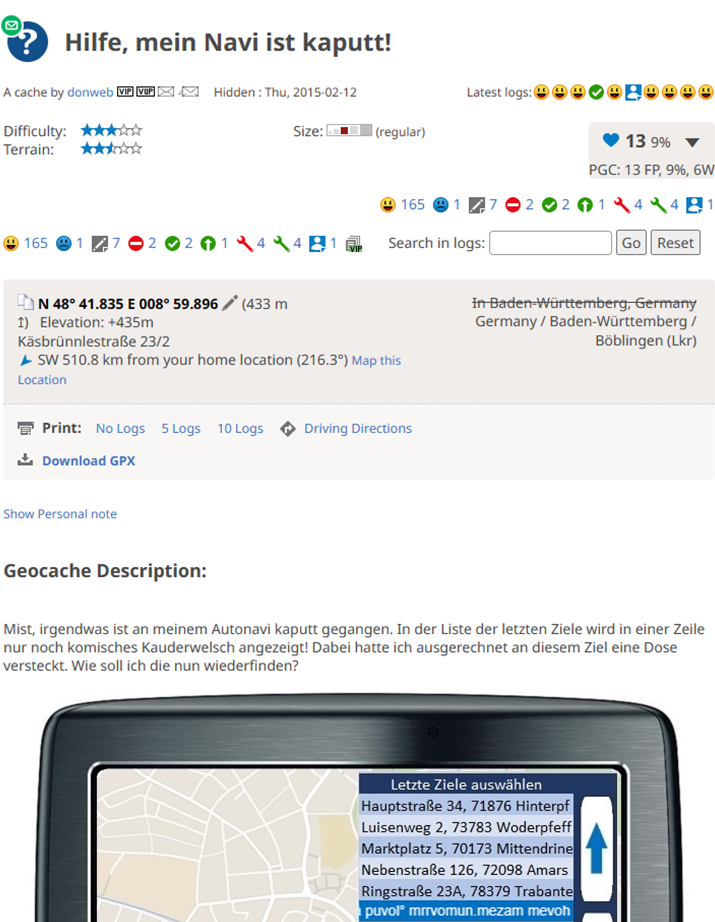 Hilfe, mein Navi ist kaputt!
A cache by donweb VIP VUP Hidden : Thu, 2015-02-12 Latest logs:
Difficulty: Size: (regular) 13 9%
Terrain:
PGC: 13 FP, 9%, 6W
165 1 7 2 2 1 4 4 1
165 1 7 2 2 1 4 4 1 VIP Search in logs: Go Reset
N 48° 41.835 E 008° 59.896 (433 m In Baden-Württemberg, Germany
) Elevation: +435m Germany / Baden-Württemberg /
Käsbrünnlestraße 23/2 Böblingen (Lkr)
SW 510.8 km from your home location (216.3°) Map this
Location
Print: No Logs 5 Logs 10 Logs Driving Directions
Download GPX
Show Personal note
Geocache Description:
Mist, irgendwas ist an meinem Autonavi kaputt gegangen. In der Liste der letzten Ziele wird in einer Zeile
nur noch komisches Kauderwelsch angezeigt! Dabei hatte ich ausgerechnet an diesem Ziel eine Dose
versteckt. Wie soll ich die nun wiederfinden?
Letzte Ziele auswählen
Hauptstraße 34, 71876 Hinterpf
Luisenweg 2, 73783 Woderpfeff
Marktplatz 5, 70173 Mittendrine
Nebenstraße 126, 72098 Amars
Ringstraße 23A, 78379 Trabante
puvol° mrrvomun.mezam mevoh